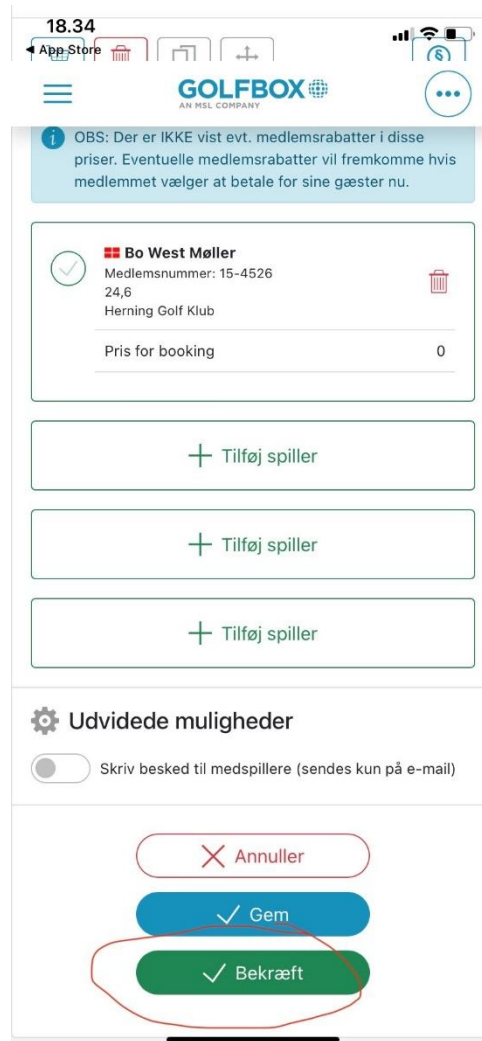 18.34
◀ App Store
GOLFBOX
AN MSL COMPANY
OBS: Der er IKKE vist evt. medlemsrabatter i disse
priser. Eventuelle medlemsrabatter vil fremkomme hvis
medlemmet vælger at betale for sine gæster nu.
Bo West Møller
Medlemsnummer: 15-4526
24,6
Herning Golf Klub
Pris for booking 0
Tilføj spiller
Tilføj spiller
Tilføj spiller
Udvidede muligheder
Skriv besked til medspillere (sendes kun på e-mail)
Annuller
Gem
Bekræft